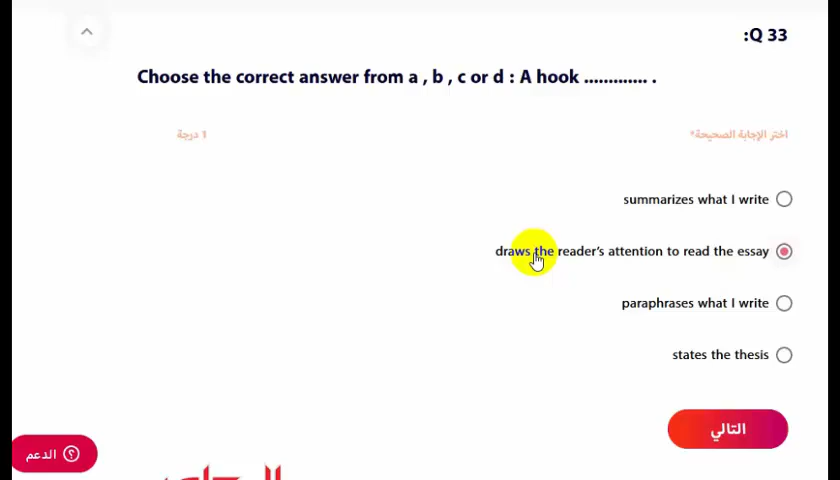 :Q 33
Choose the correct answer from a , b , c or d : A hook ............. .
اختر الإجابة الصحيحة*
1 درجة
summarizes what I write
draws the reader's attention to read the essay
paraphrases what I write
states the thesis
التالي
الدعم